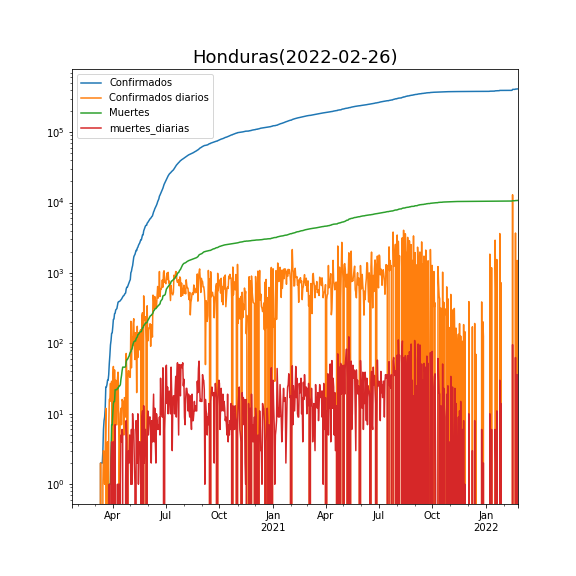 Honduras(2022-02-26)
Confirmados
Confirmados diarios
Muertes
muertes_diarias
10⁵
10⁴
10³
10²
10¹
10⁰
Apr Jul Oct Jan Apr Jul Oct Jan
2021 2022